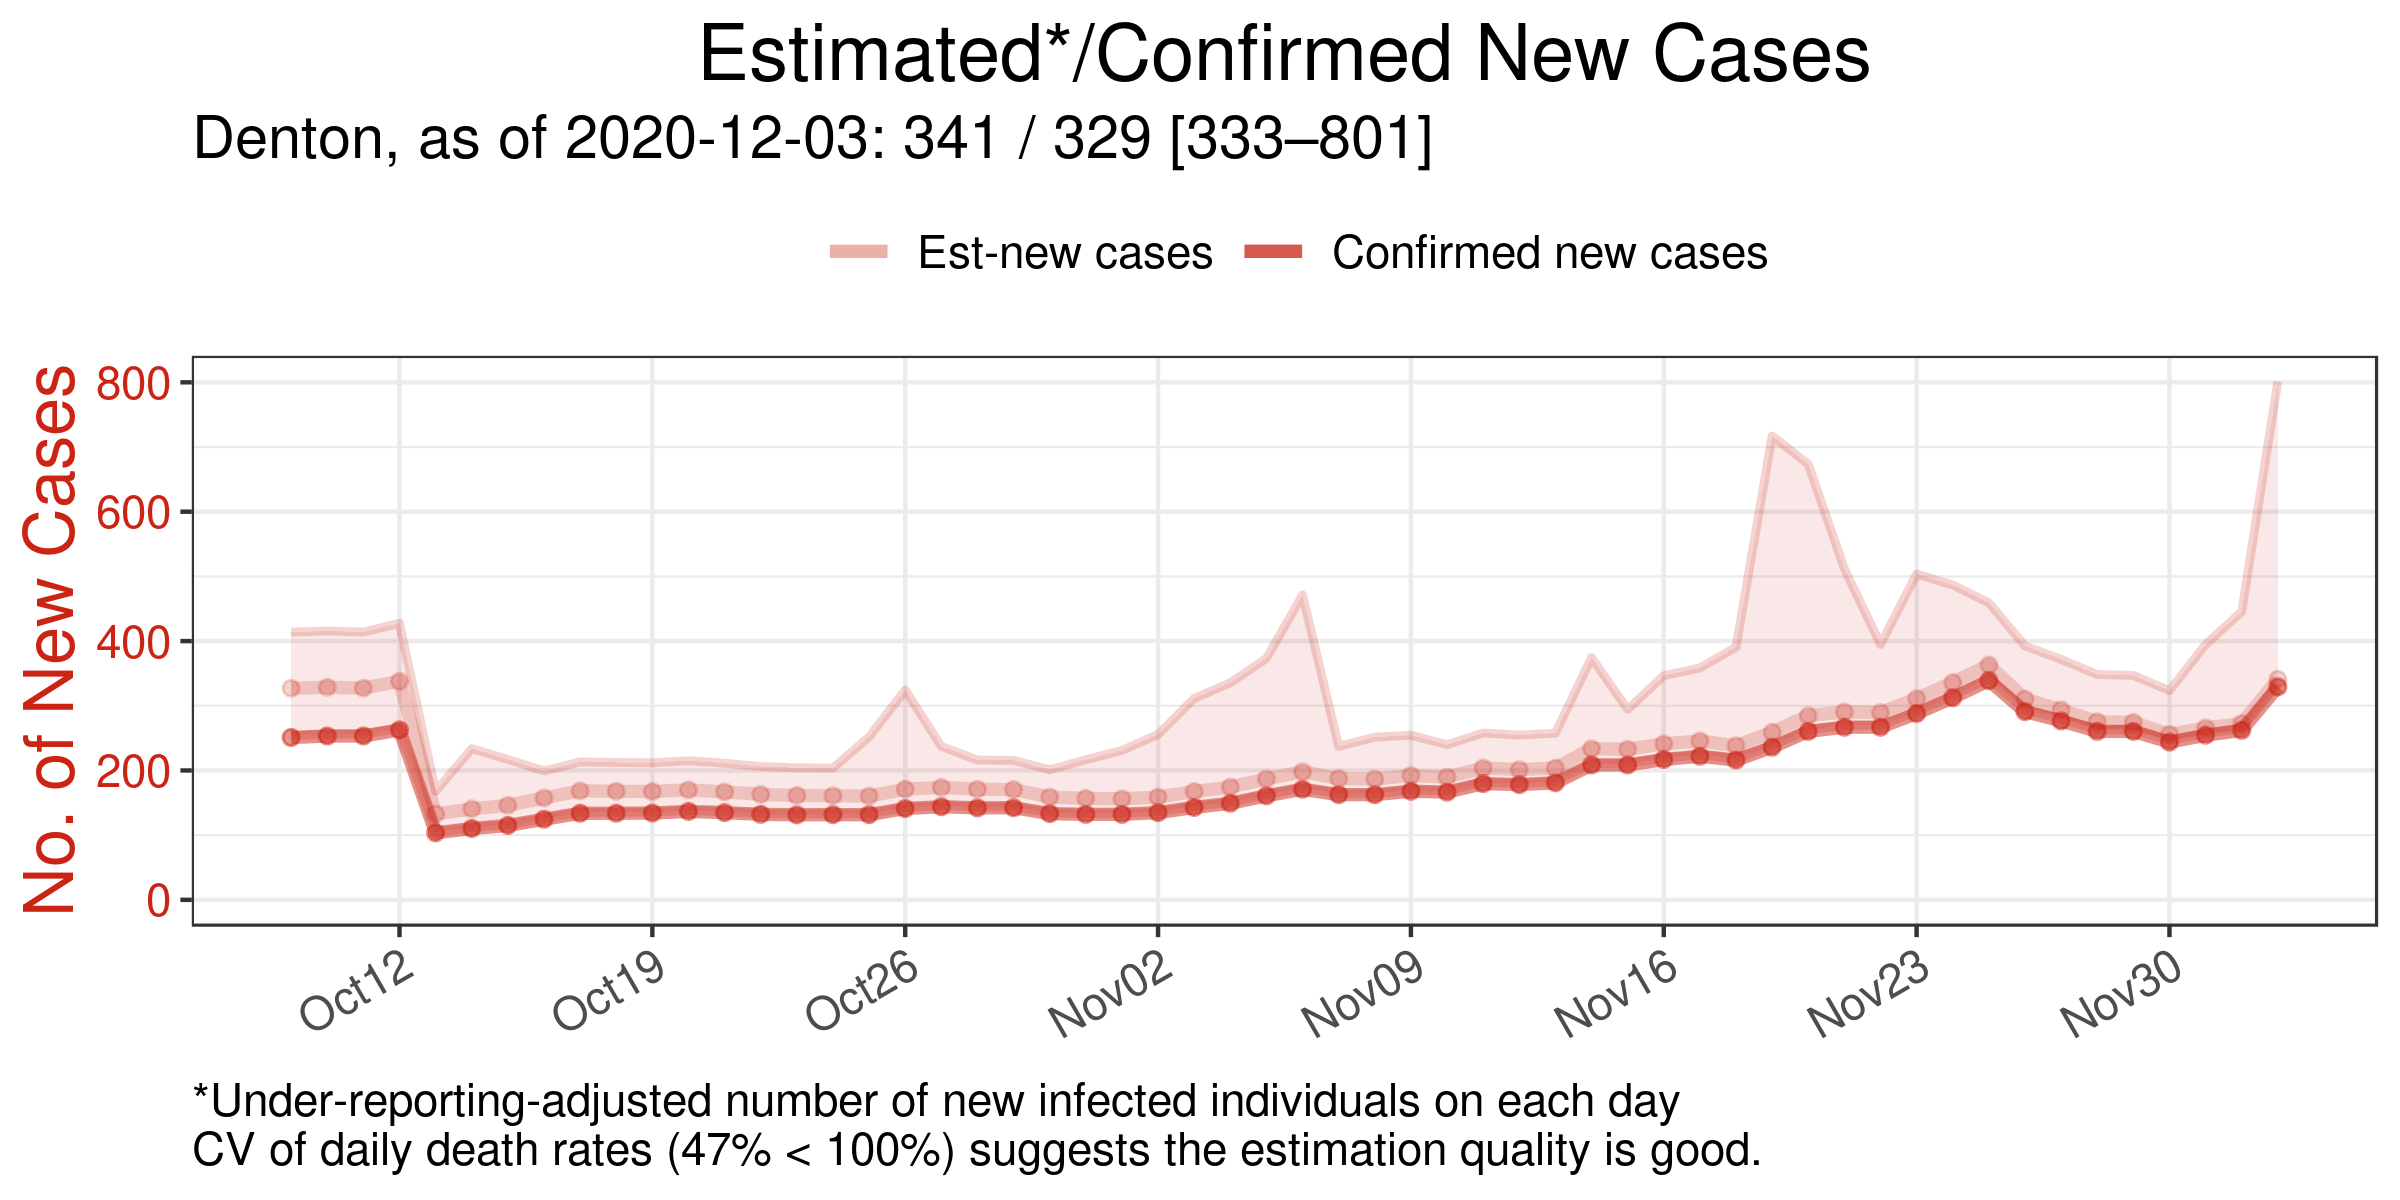 Estimated*/Confirmed New Cases
Denton, as of 2020-12-03: 341 / 329 [333–801]
Est-new cases
Confirmed new cases
No. of New Cases
800
600
400
200
0
Oct12
Oct19
Oct26
Nov02
Nov09
Nov16
Nov23
Nov30
*Under-reporting-adjusted number of new infected individuals on each day
CV of daily death rates (47% < 100%) suggests the estimation quality is good.